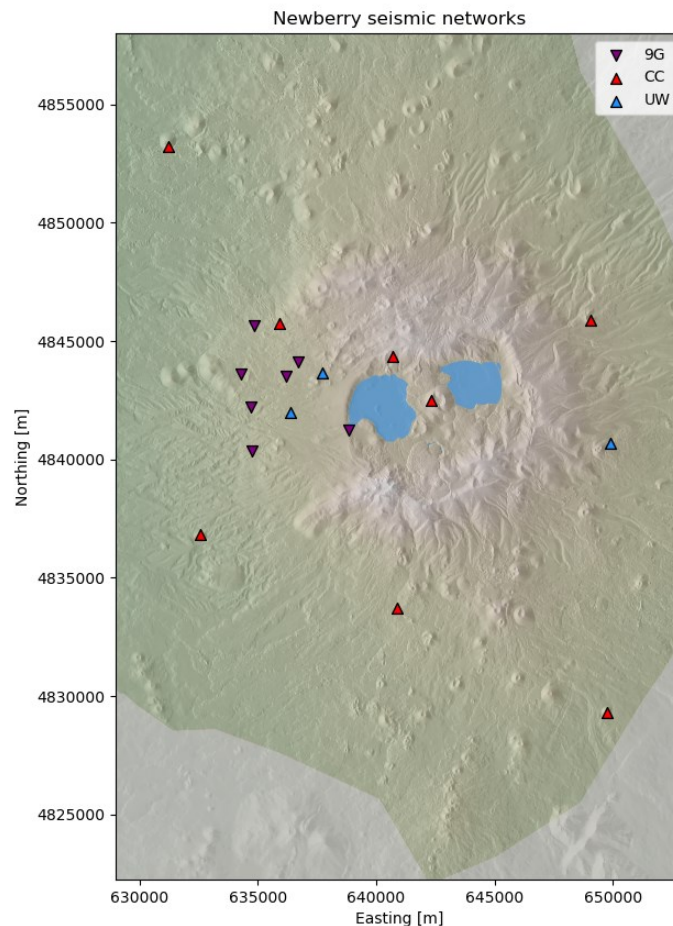 Newberry seismic networks
9G
CC
UW
4855000
4850000
4845000
4840000
4835000
4830000
4825000
Northing [m]
630000 635000 640000 645000 650000
Easting [m]